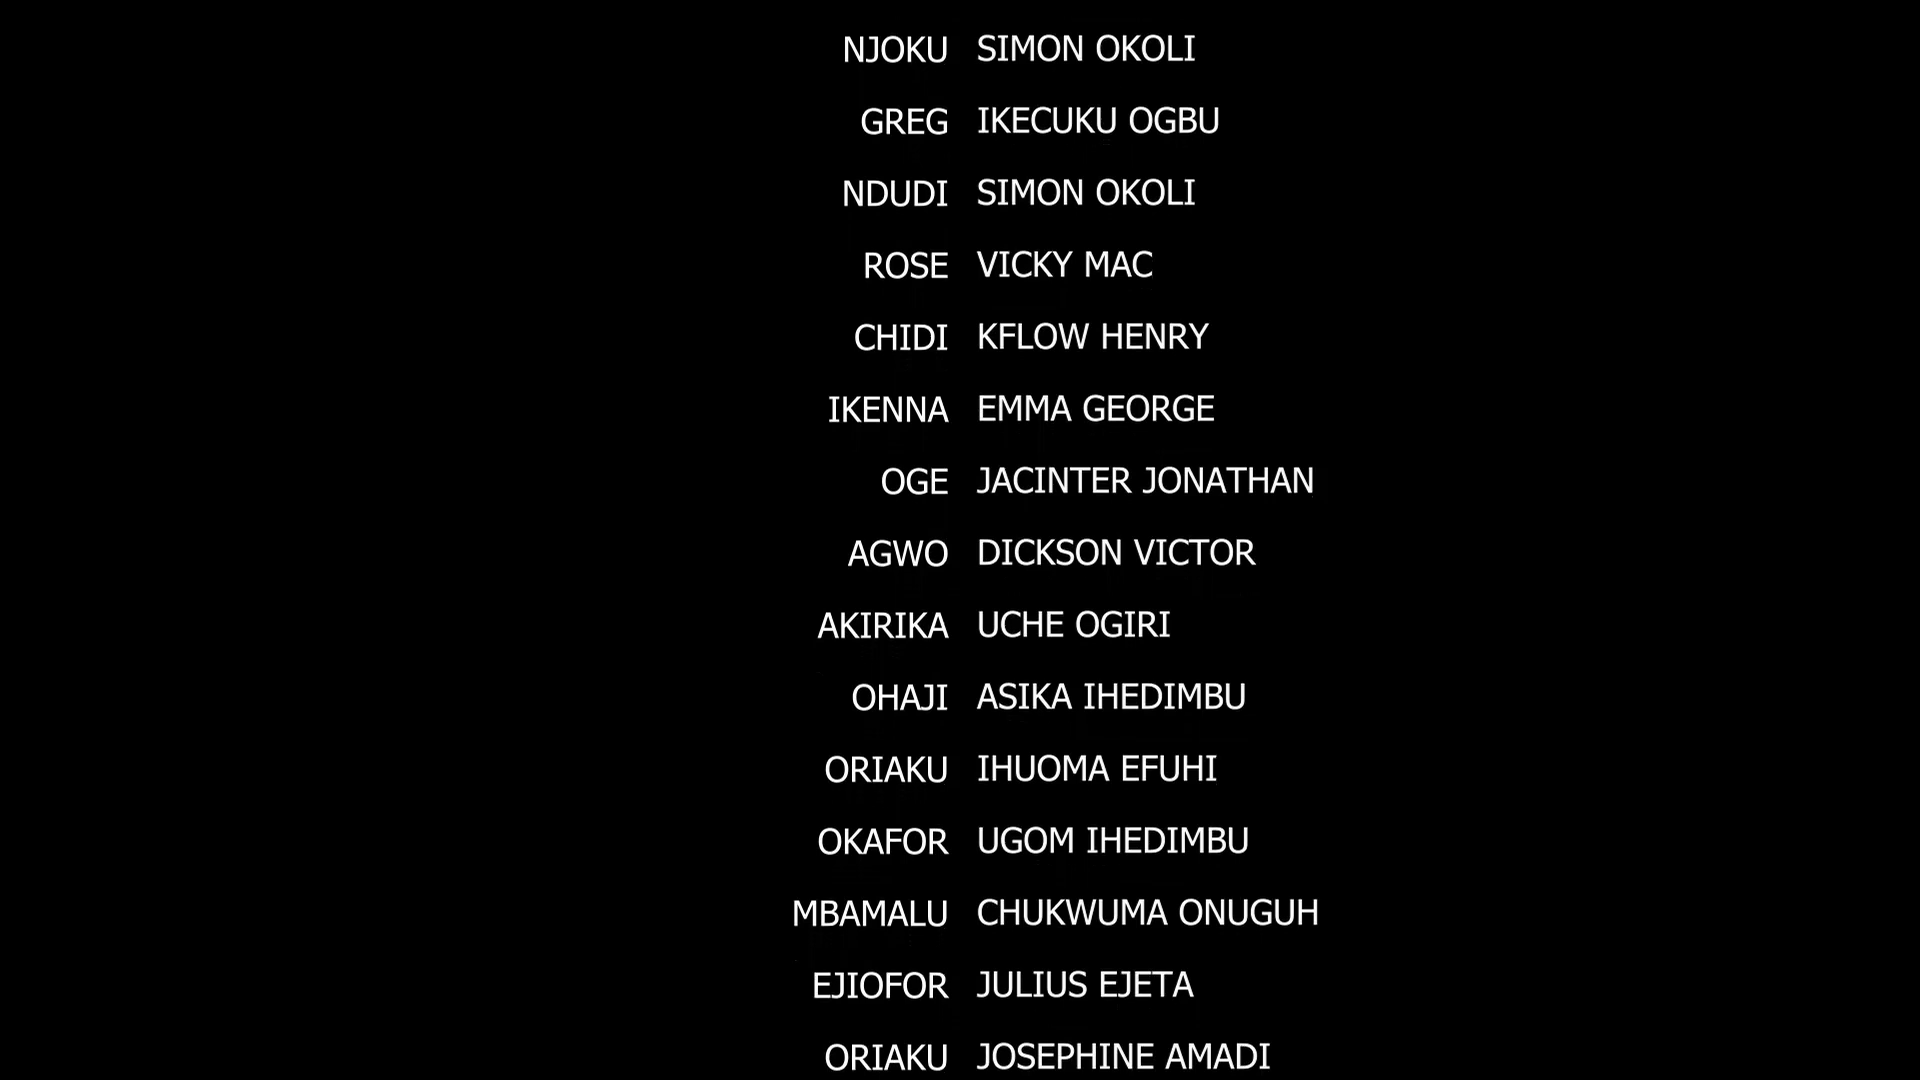 NJOKU SIMON OKOLI
GREG IKECUKU OGBU
NDUDI SIMON OKOLI
ROSE VICKY MAC
CHIDI KFLOW HENRY
IKENNA EMMA GEORGE
OGE JACINTER JONATHAN
AGWO DICKSON VICTOR
AKIRIKA UCHE OGIRI
OHAJI ASIKA IHEDIMBU
ORIAKU IHUOMA EFUHI
OKAFOR UGOM IHEDIMBU
MBAMALU CHUKWUMA ONUGUH
EJIOFOR JULIUS EJETA
ORIAKU JOSEPHINE AMADI